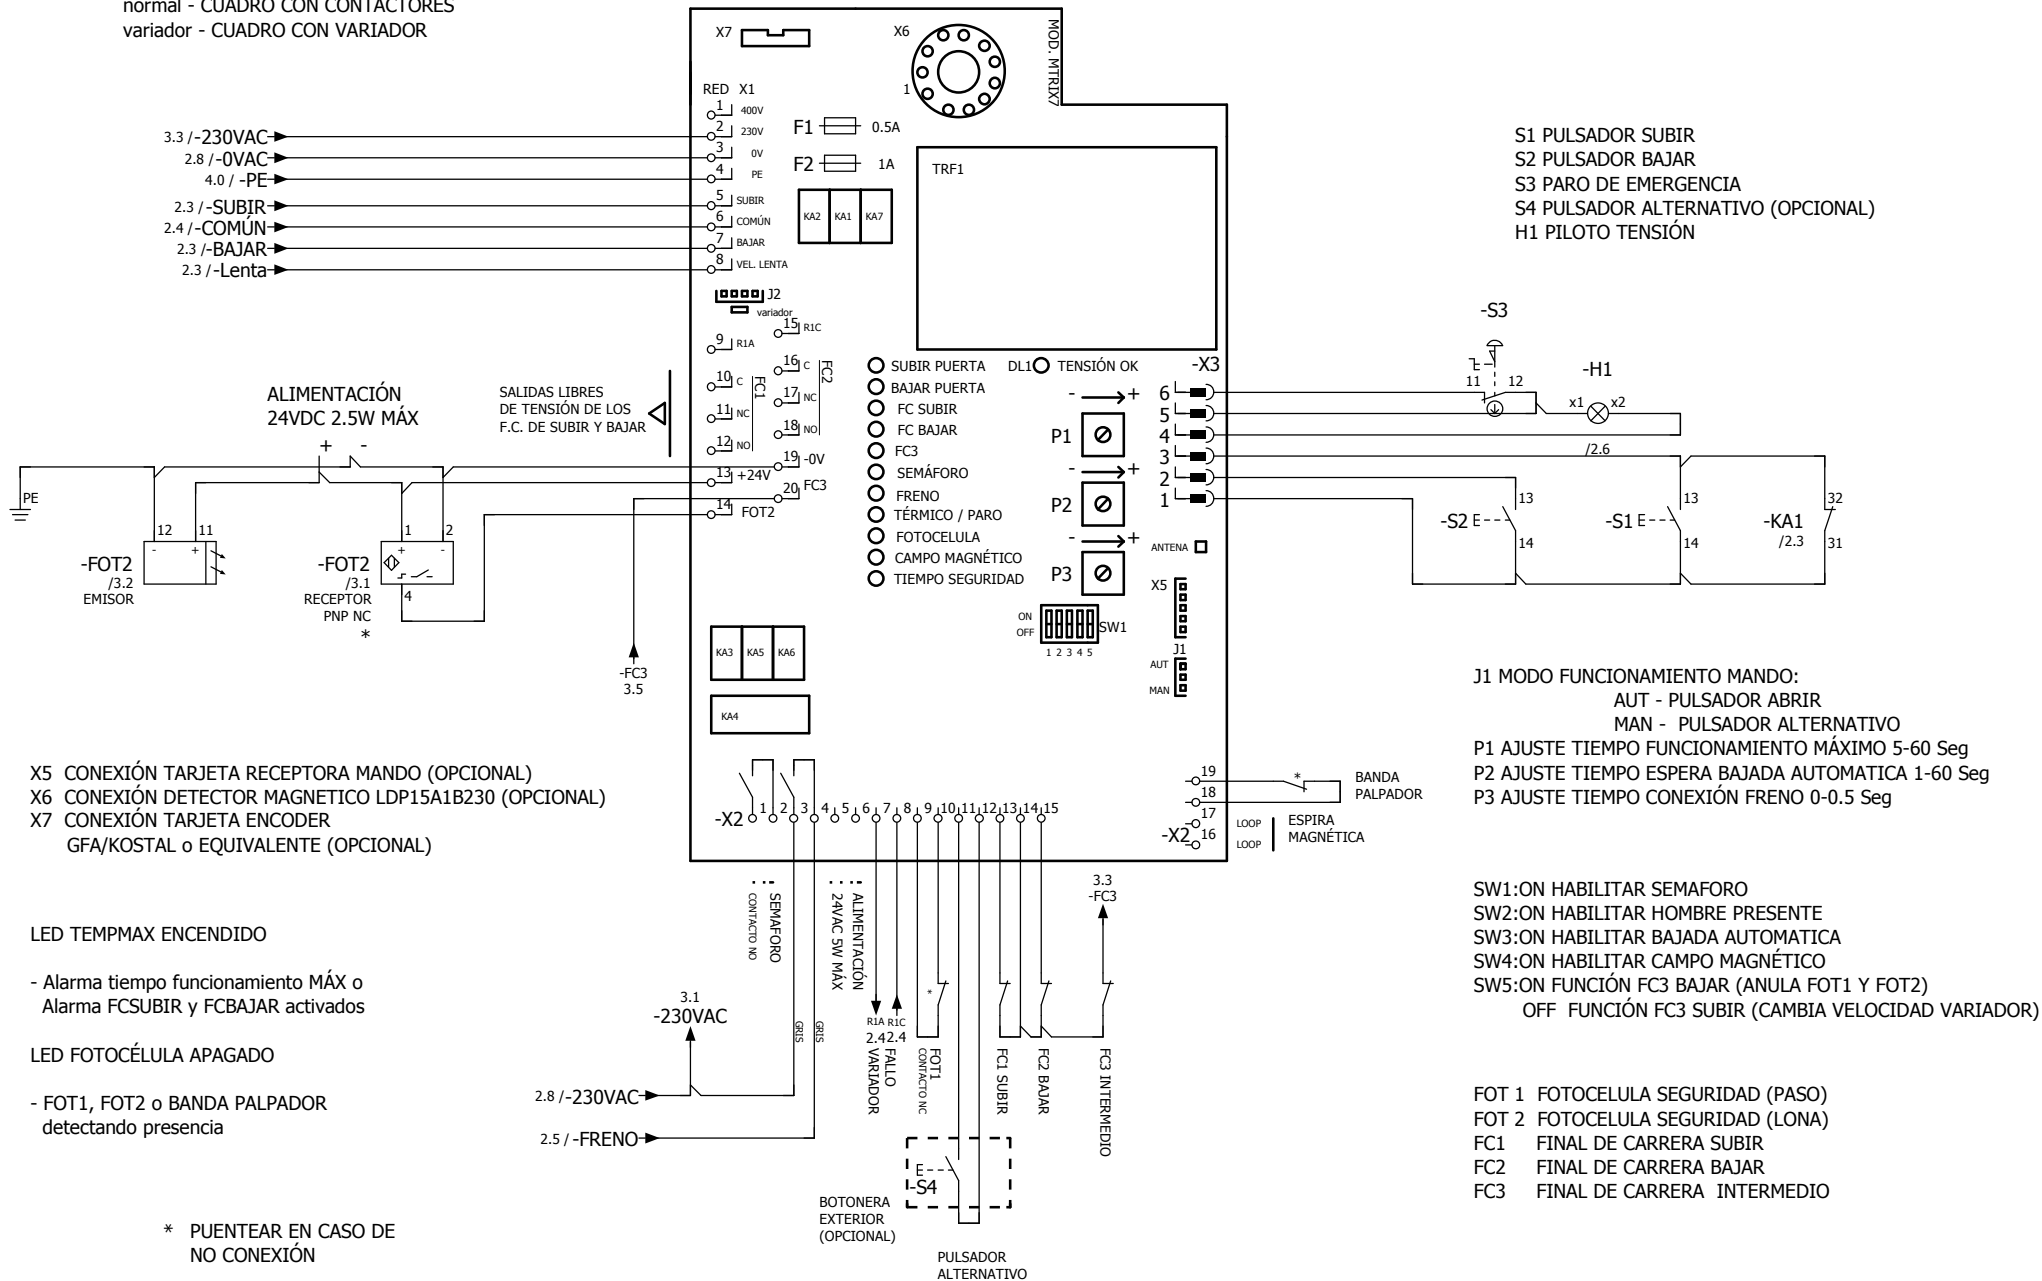 normal - CUADRO CON CONTACTORES
variador - CUADRO CON VARIADOR
X7
X6
1
MOD. MTRIX7
RED X1
1 400V
2 230V
3 0V
4 PE
5 SUBIR
6 COMÚN
7 BAJAR
8 VEL. LENTA
3.3 /-230VAC
2.8 /-0VAC
4.0 / -PE
2.3 /-SUBIR
2.4 /-COMÚN
2.3 /-BAJAR
2.3 /-Lenta
F1 0.5A
F2 1A
KA2 KA1 KA7
TRF1
J2
variador
9 R1A
10 C
11 NC
12 NO
FC1
15 R1C
16 C
17 NC
18 NO
FC2
19 -0V
13 +24V
20 FC3
14 FOT2
SALIDAS LIBRES
DE TENSIÓN DE LOS
F.C. DE SUBIR Y BAJAR
ALIMENTACIÓN
24VDC 2.5W MÁX
+ -
PE
12 11
- +
-FOT2
/3.2
EMISOR
1 2
+ -
4
-FOT2
/3.1
RECEPTOR
PNP NC
*
-FC3
3.5
SUBIR PUERTA
BAJAR PUERTA
FC SUBIR
FC BAJAR
FC3
SEMÁFORO
FRENO
TÉRMICO / PARO
FOTOCELULA
CAMPO MAGNÉTICO
TIEMPO SEGURIDAD
DL1 TENSIÓN OK
- +
P1
- +
P2
- +
P3
ON
OFF
SW1
1 2 3 4 5
-X3
6
5
4
3
2
1
ANTENA
X5
J1
AUT
MAN
KA3 KA5 KA6
KA4
S1 PULSADOR SUBIR
S2 PULSADOR BAJAR
S3 PARO DE EMERGENCIA
S4 PULSADOR ALTERNATIVO (OPCIONAL)
H1 PILOTO TENSIÓN
-S3
11 12
-H1
x1 x2
/2.6
13
-S2 E
14
13
-S1 E
14
32
-KA1
/2.3
31
J1 MODO FUNCIONAMIENTO MANDO:
AUT - PULSADOR ABRIR
MAN - PULSADOR ALTERNATIVO
P1 AJUSTE TIEMPO FUNCIONAMIENTO MÁXIMO 5-60 Seg
P2 AJUSTE TIEMPO ESPERA BAJADA AUTOMATICA 1-60 Seg
P3 AJUSTE TIEMPO CONEXIÓN FRENO 0-0.5 Seg
X5 CONEXIÓN TARJETA RECEPTORA MANDO (OPCIONAL)
X6 CONEXIÓN DETECTOR MAGNETICO LDP15A1B230 (OPCIONAL)
X7 CONEXIÓN TARJETA ENCODER
GFA/KOSTAL o EQUIVALENTE (OPCIONAL)
-X2 1 2 3 4 5 6 7 8 9 10 11 12 13 14 15
19
18
17
16
-X2
*
BANDA
PALPADOR
LOOP
LOOP
ESPIRA
MAGNÉTICA
SW1:ON HABILITAR SEMAFORO
SW2:ON HABILITAR HOMBRE PRESENTE
SW3:ON HABILITAR BAJADA AUTOMATICA
SW4:ON HABILITAR CAMPO MAGNÉTICO
SW5:ON FUNCIÓN FC3 BAJAR (ANULA FOT1 Y FOT2)
OFF FUNCIÓN FC3 SUBIR (CAMBIA VELOCIDAD VARIADOR)
LED TEMPMAX ENCENDIDO
- Alarma tiempo funcionamiento MÁX o
Alarma FCSUBIR y FCBAJAR activados
LED FOTOCÉLULA APAGADO
- FOT1, FOT2 o BANDA PALPADOR
detectando presencia
SEMAFORO
CONTACTO NO
GRIS
GRIS
ALIMENTACIÓN
24VAC 5W MÁX
R1A R1C
2.4 2.4
FALLO
VARIADOR
*
FOT1
CONTACTO NC
FC1 SUBIR
FC2 BAJAR
3.3
-FC3
FC3 INTERMEDIO
3.1
-230VAC
2.8 /-230VAC
2.5 / -FRENO
E
-S4
BOTONERA
EXTERIOR
(OPCIONAL)
PULSADOR
ALTERNATIVO
FOT 1 FOTOCELULA SEGURIDAD (PASO)
FOT 2 FOTOCELULA SEGURIDAD (LONA)
FC1 FINAL DE CARRERA SUBIR
FC2 FINAL DE CARRERA BAJAR
FC3 FINAL DE CARRERA INTERMEDIO
* PUENTEAR EN CASO DE
NO CONEXIÓN